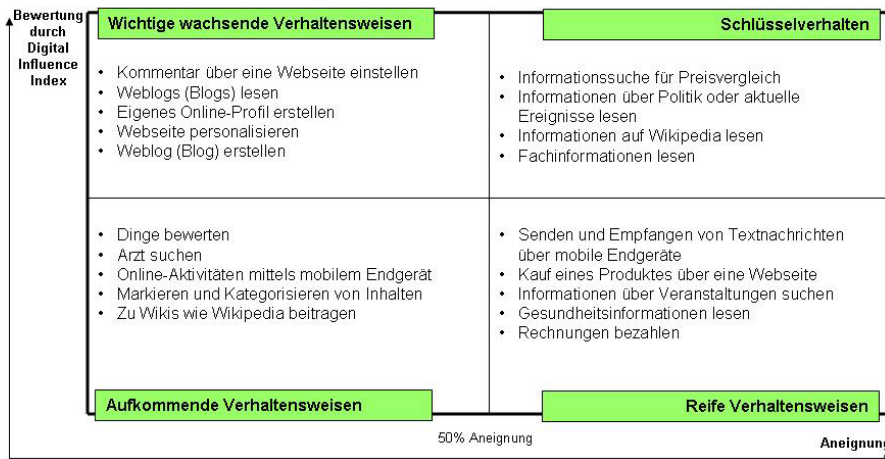 Bewertung
durch
Digital
Influence
Index
Wichtige wachsende Verhaltensweisen
• Kommentar über eine Webseite einstellen
• Weblogs (Blogs) lesen
• Eigenes Online-Profil erstellen
• Webseite personalisieren
• Weblog (Blog) erstellen
Schlüsselverhalten
• Informationssuche für Preisvergleich
• Informationen über Politik oder aktuelle
Ereignisse lesen
• Informationen auf Wikipedia lesen
• Fachinformationen lesen
• Dinge bewerten
• Arzt suchen
• Online-Aktivitäten mittels mobilem Endgerät
• Markieren und Kategorisieren von Inhalten
• Zu Wikis wie Wikipedia beitragen
Aufkommende Verhaltensweisen
• Senden und Empfangen von Textnachrichten
über mobile Endgeräte
• Kauf eines Produktes über eine Webseite
• Informationen über Veranstaltungen suchen
• Gesundheitsinformationen lesen
• Rechnungen bezahlen
Reife Verhaltensweisen
50% Aneignung
Aneignung